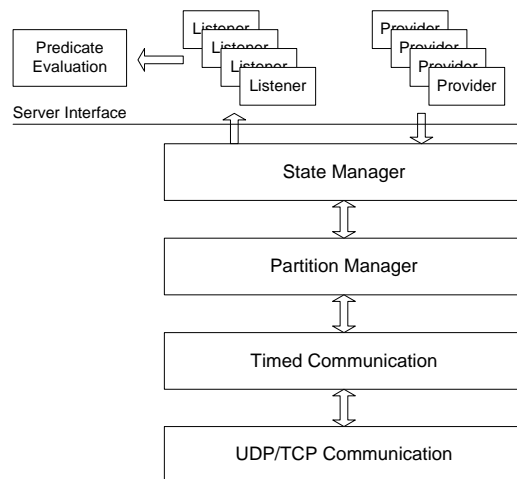 Predicate
Evaluation
Listener
Listener
Listener
Listener
Provider
Provider
Provider
Provider
Server Interface
State Manager
Partition Manager
Timed Communication
UDP/TCP Communication